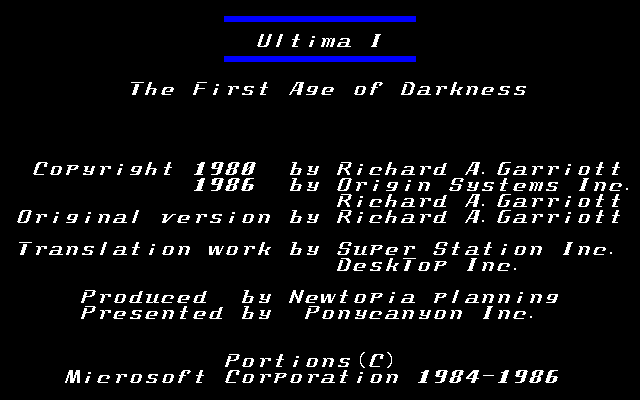 Ultima I
The First Age of Darkness
Copyright 1980 by Richard A.Garriott
1986 by Origin Systems Inc.
Richard A.Garriott
Original version by Richard A.Garriott
Translation work by Super Station Inc.
DeskTop Inc.
Produced by Newtopia planning
Presented by Ponycanyon Inc.
Portions(C)
Microsoft Corporation 1984-1986